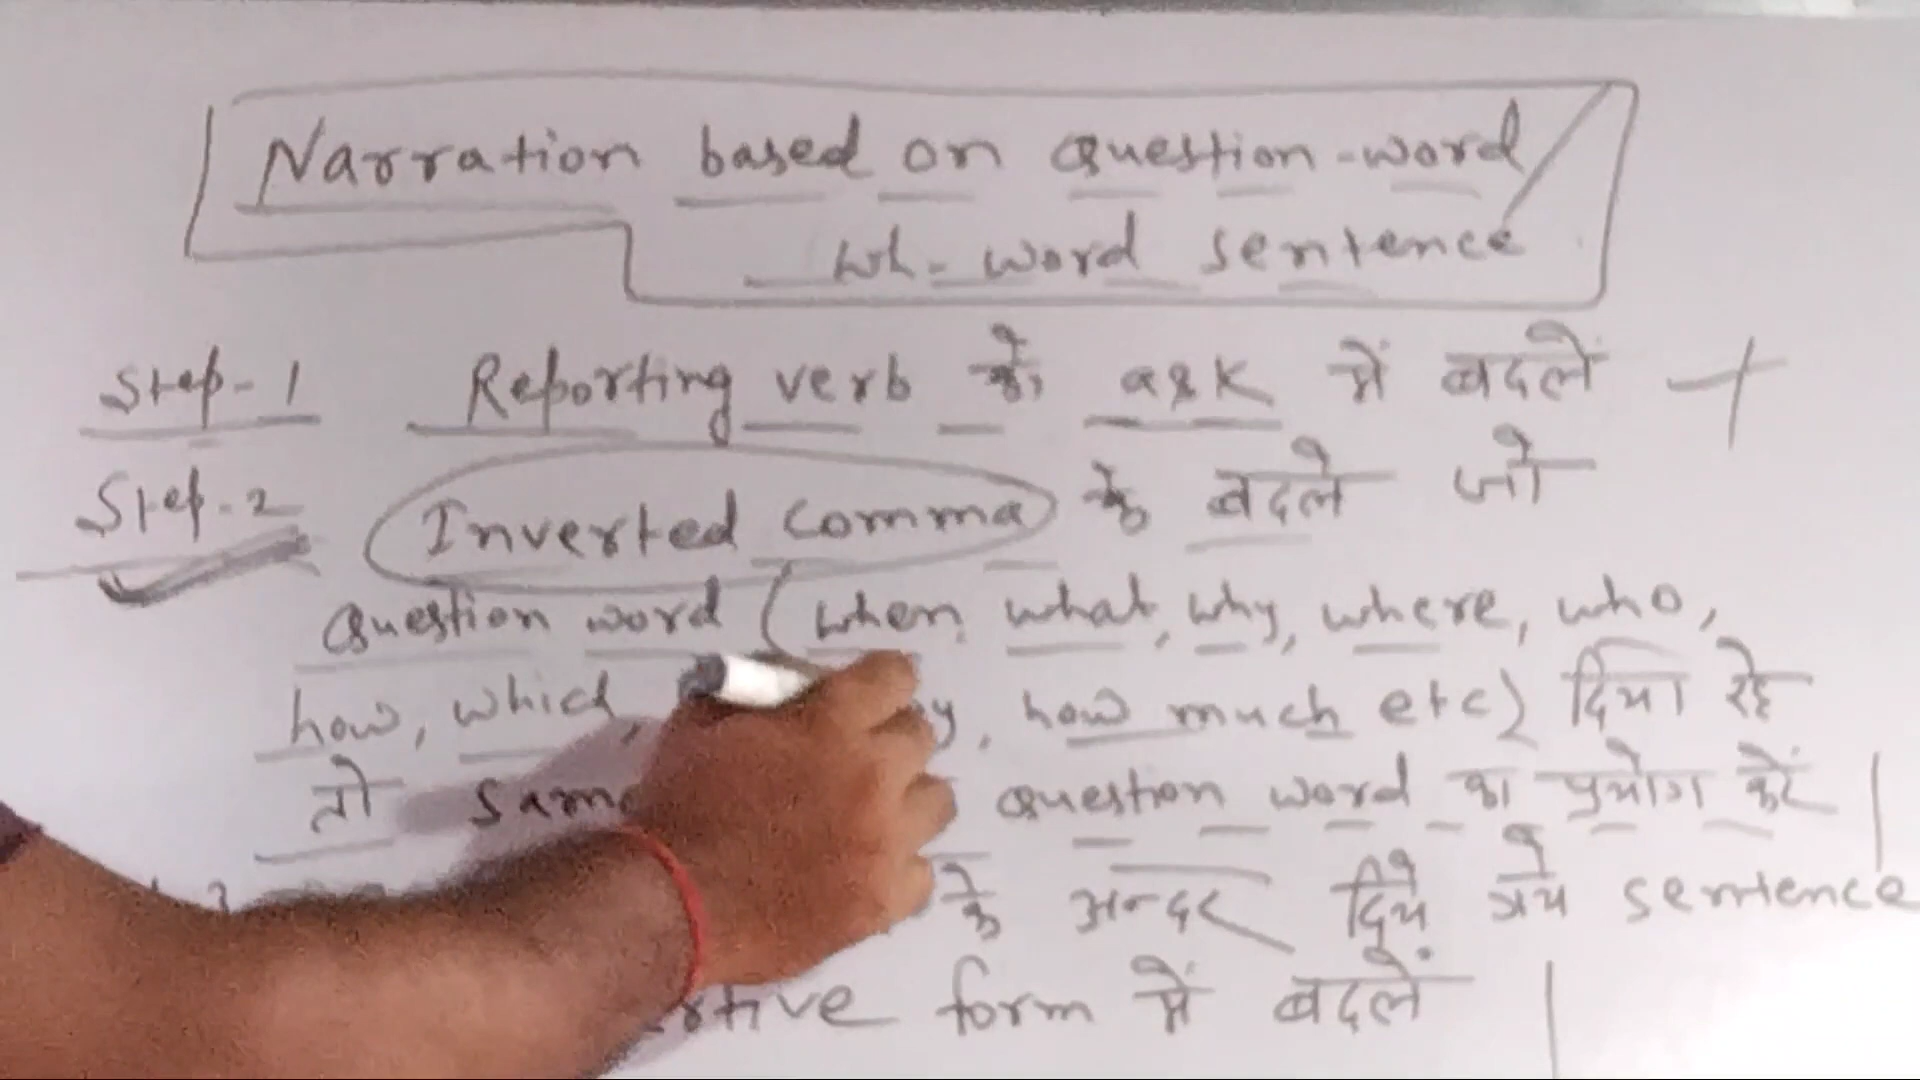 Narration based on question-word
wh-word sentence
Step-1 Reporting verb को ask में बदलें
Step-2 Inverted comma के बदले जो
question word (when, what, why, where, who,
how, which, how much etc) दिया रहे
तो same question word का प्रयोग करें।
के अन्दर दिये गये sentence
form में बदलें।